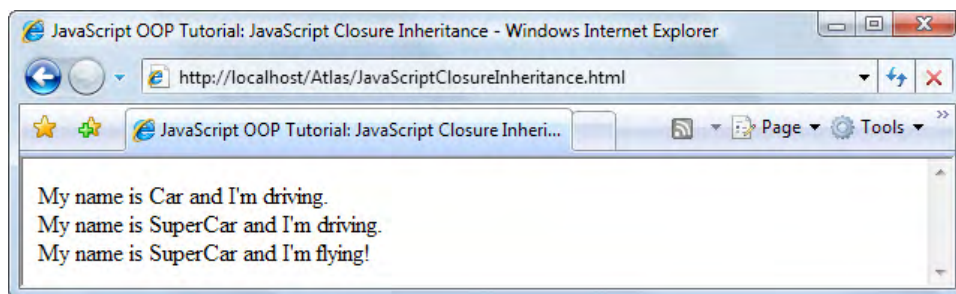 JavaScript OOP Tutorial: JavaScript Closure Inheritance - Windows Internet Explorer
http://localhost/Atlas/JavaScriptClosureInheritance.html
JavaScript OOP Tutorial: JavaScript Closure Inheri... Page Tools
My name is Car and I'm driving.
My name is SuperCar and I'm driving.
My name is SuperCar and I'm flying!